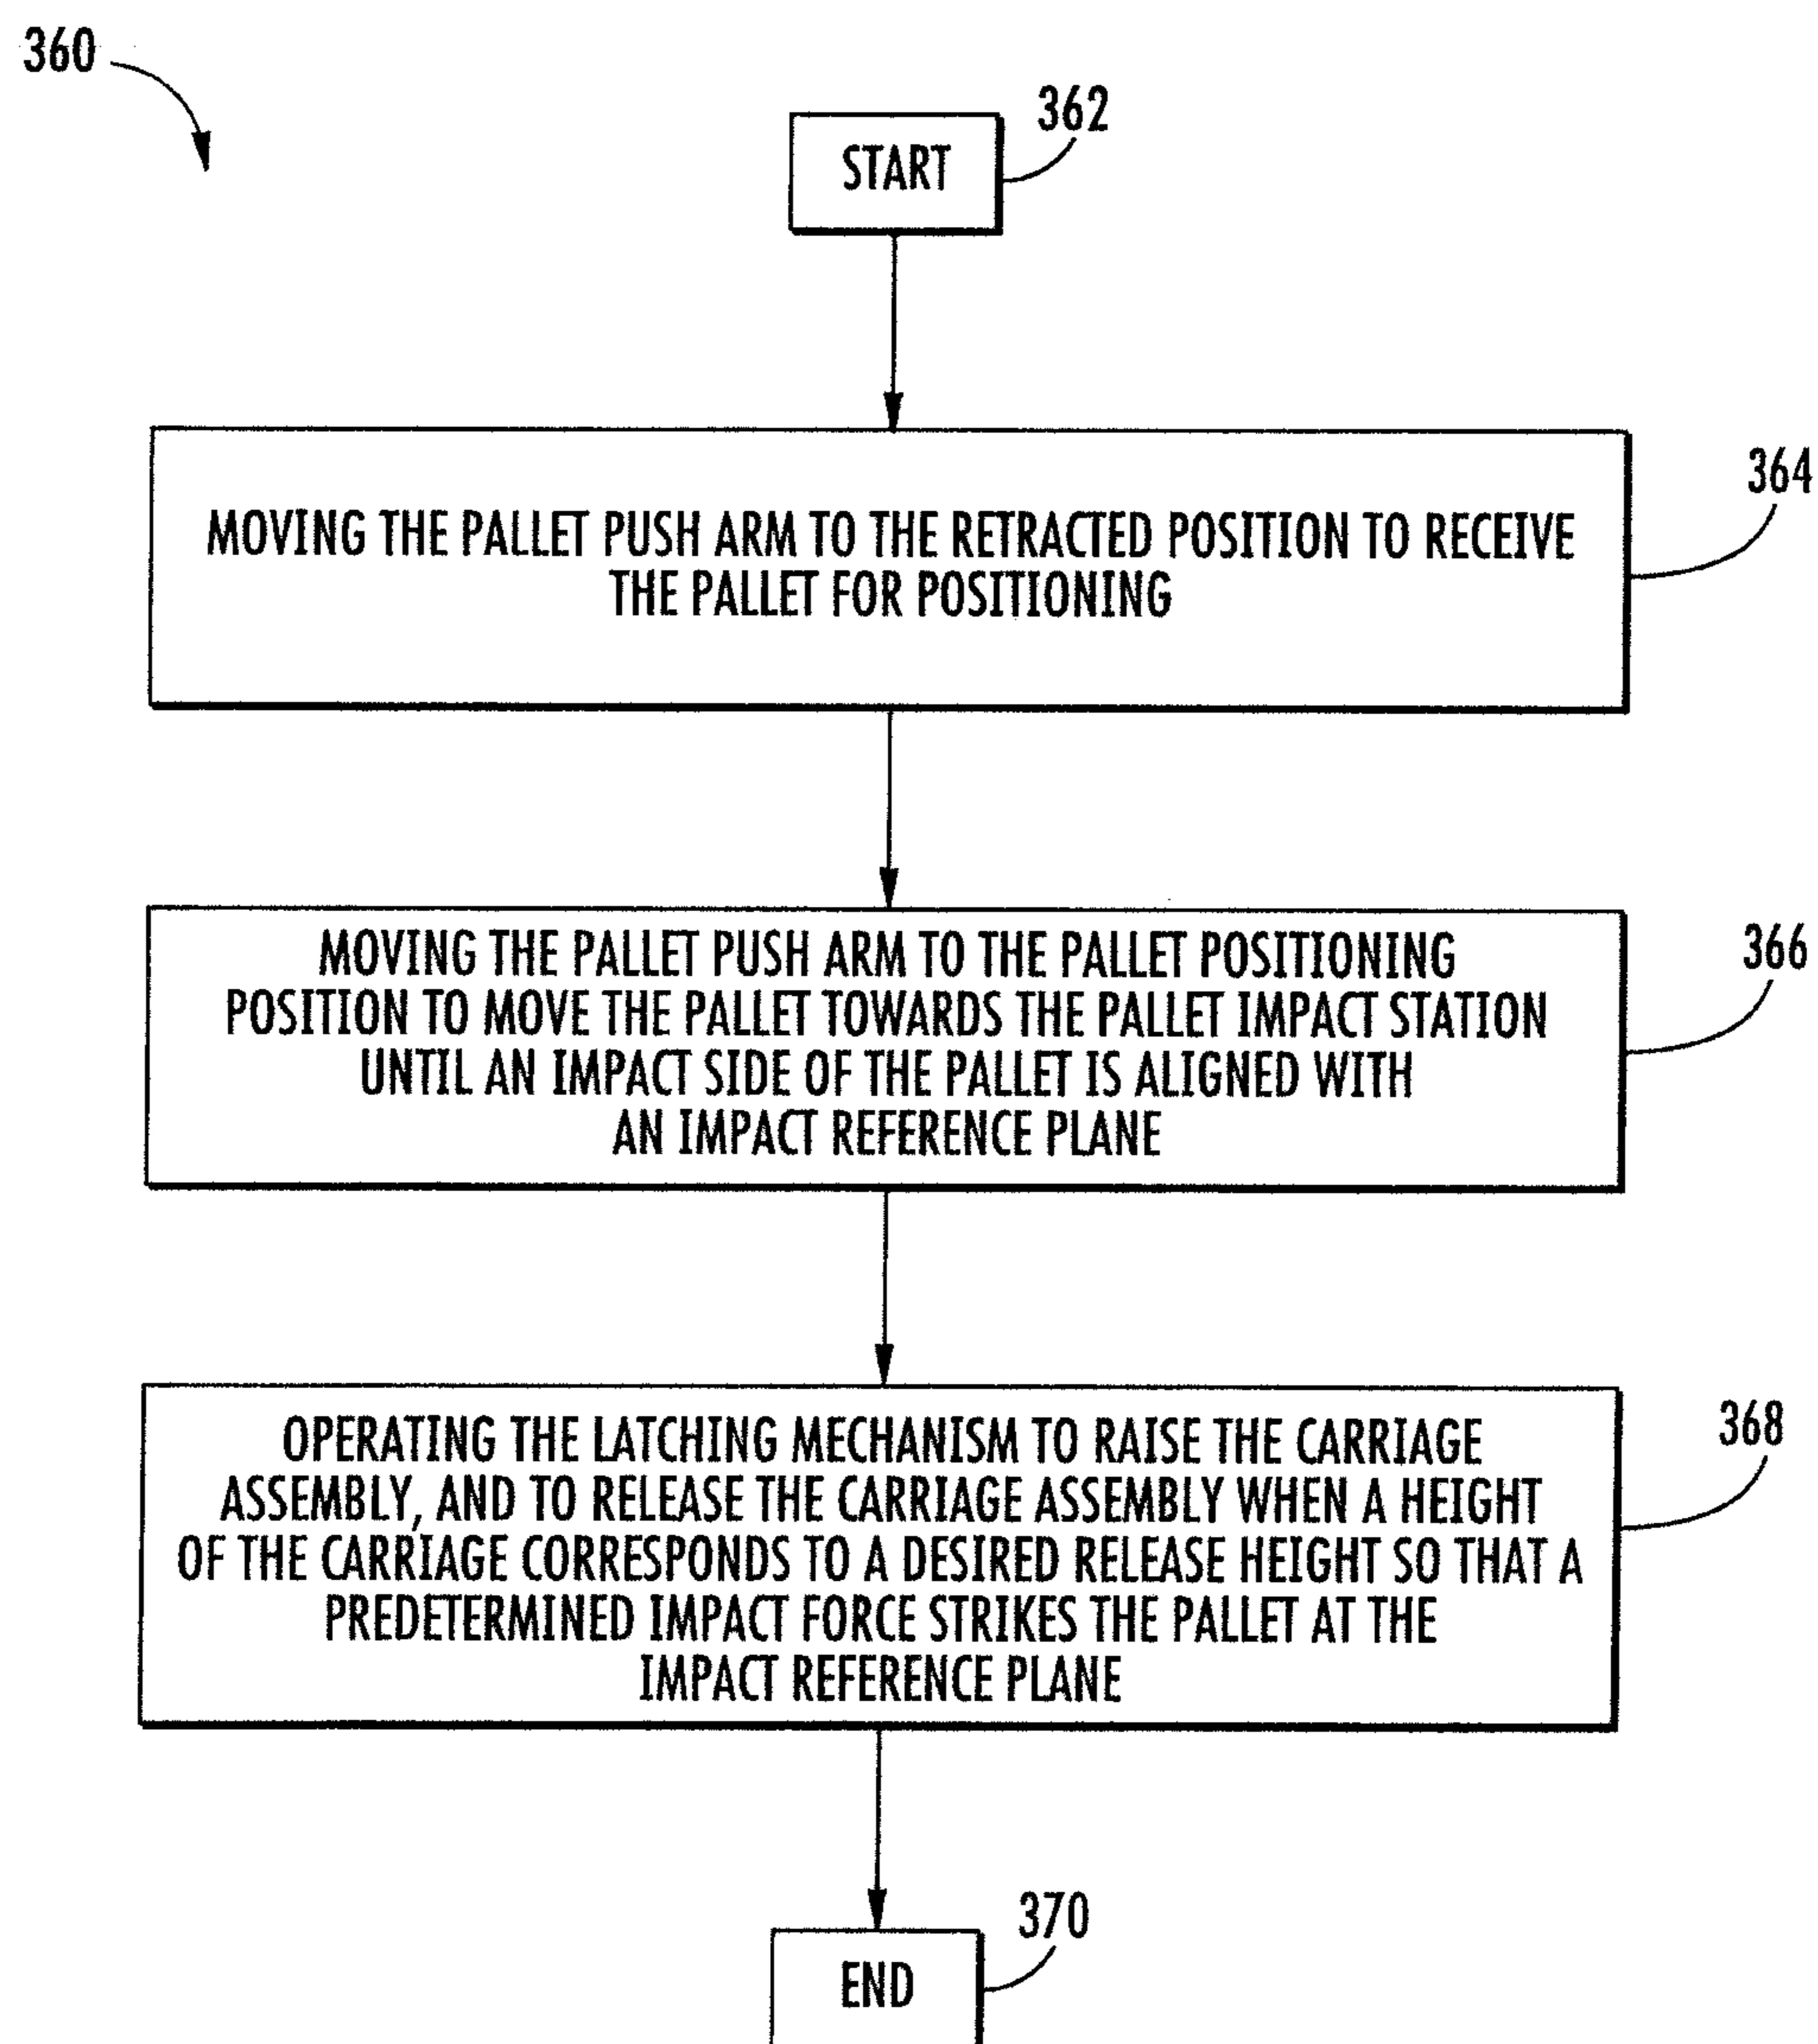 360
362
START
364
MOVING THE PALLET PUSH ARM TO THE RETRACTED POSITION TO RECEIVE
THE PALLET FOR POSITIONING
366
MOVING THE PALLET PUSH ARM TO THE PALLET POSITIONING
POSITION TO MOVE THE PALLET TOWARDS THE PALLET IMPACT STATION
UNTIL AN IMPACT SIDE OF THE PALLET IS ALIGNED WITH
AN IMPACT REFERENCE PLANE
368
OPERATING THE LATCHING MECHANISM TO RAISE THE CARRIAGE
ASSEMBLY, AND TO RELEASE THE CARRIAGE ASSEMBLY WHEN A HEIGHT
OF THE CARRIAGE CORRESPONDS TO A DESIRED RELEASE HEIGHT SO THAT A
PREDETERMINED IMPACT FORCE STRIKES THE PALLET AT THE
IMPACT REFERENCE PLANE
370
END